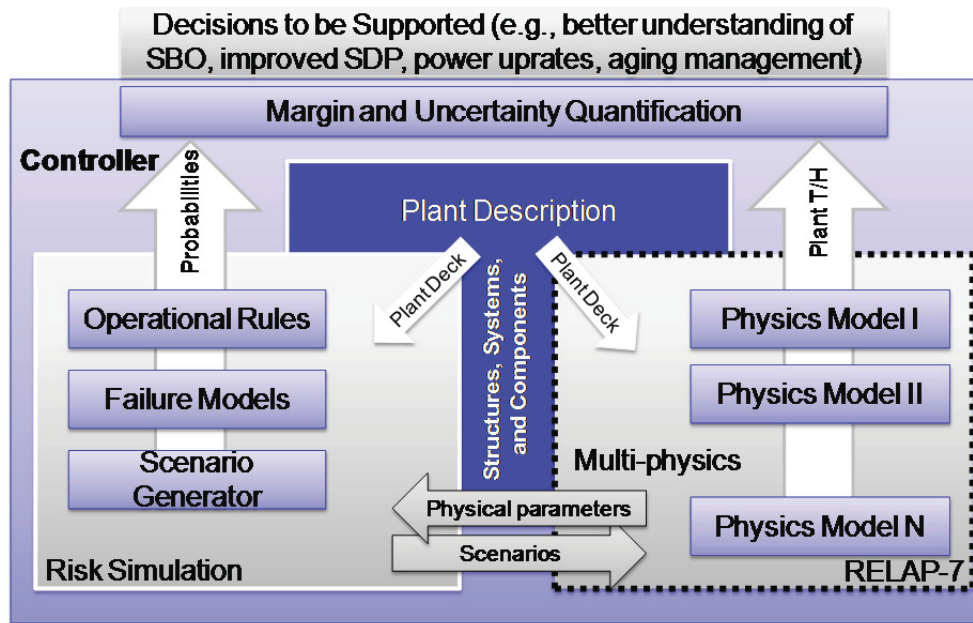 Decisions to be Supported (e.g., better understanding of
SBO, improved SDP, power uprates, aging management)
Margin and Uncertainty Quantification
Controller
Probabilities
Plant T/H
Plant Description
Plant Deck
Plant Deck
Structures, Systems,
and Components
Operational Rules
Failure Models
Scenario
Generator
Risk Simulation
Physical parameters
Scenarios
Physics Model I
Physics Model II
Multi-physics
Physics Model N
RELAP-7